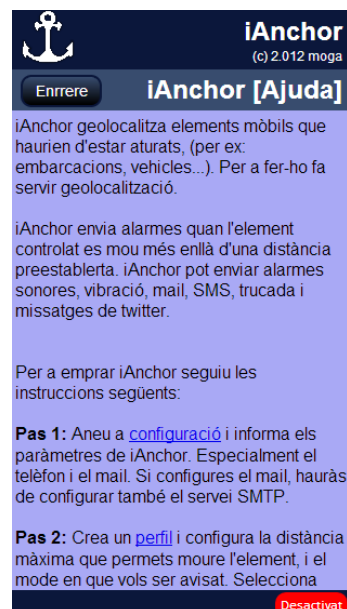 iAnchor
(c) 2.012 moga
Enrrere
iAnchor [Ajuda]
iAnchor geolocalitza elements mòbils que
haurien d'estar aturats, (per ex:
embarcacions, vehicles...). Per a fer-ho fa
servir geolocalització.
iAnchor envia alarmes quan l'element
controlat es mou més enllà d'una distància
preestablerta. iAnchor pot enviar alarmes
sonores, vibració, mail, SMS, trucada i
missatges de twitter.
Per a emprar iAnchor seguiu les
instruccions següents:
Pas 1: Aneu a configuració i informa els
paràmetres de iAnchor. Especialment el
telèfon i el mail. Si configures el mail, hauràs
de configurar també el servei SMTP.
Pas 2: Crea un perfil i configura la distància
màxima que permets moure l'element, i el
mode en que vols ser avisat. Selecciona
Desactivat